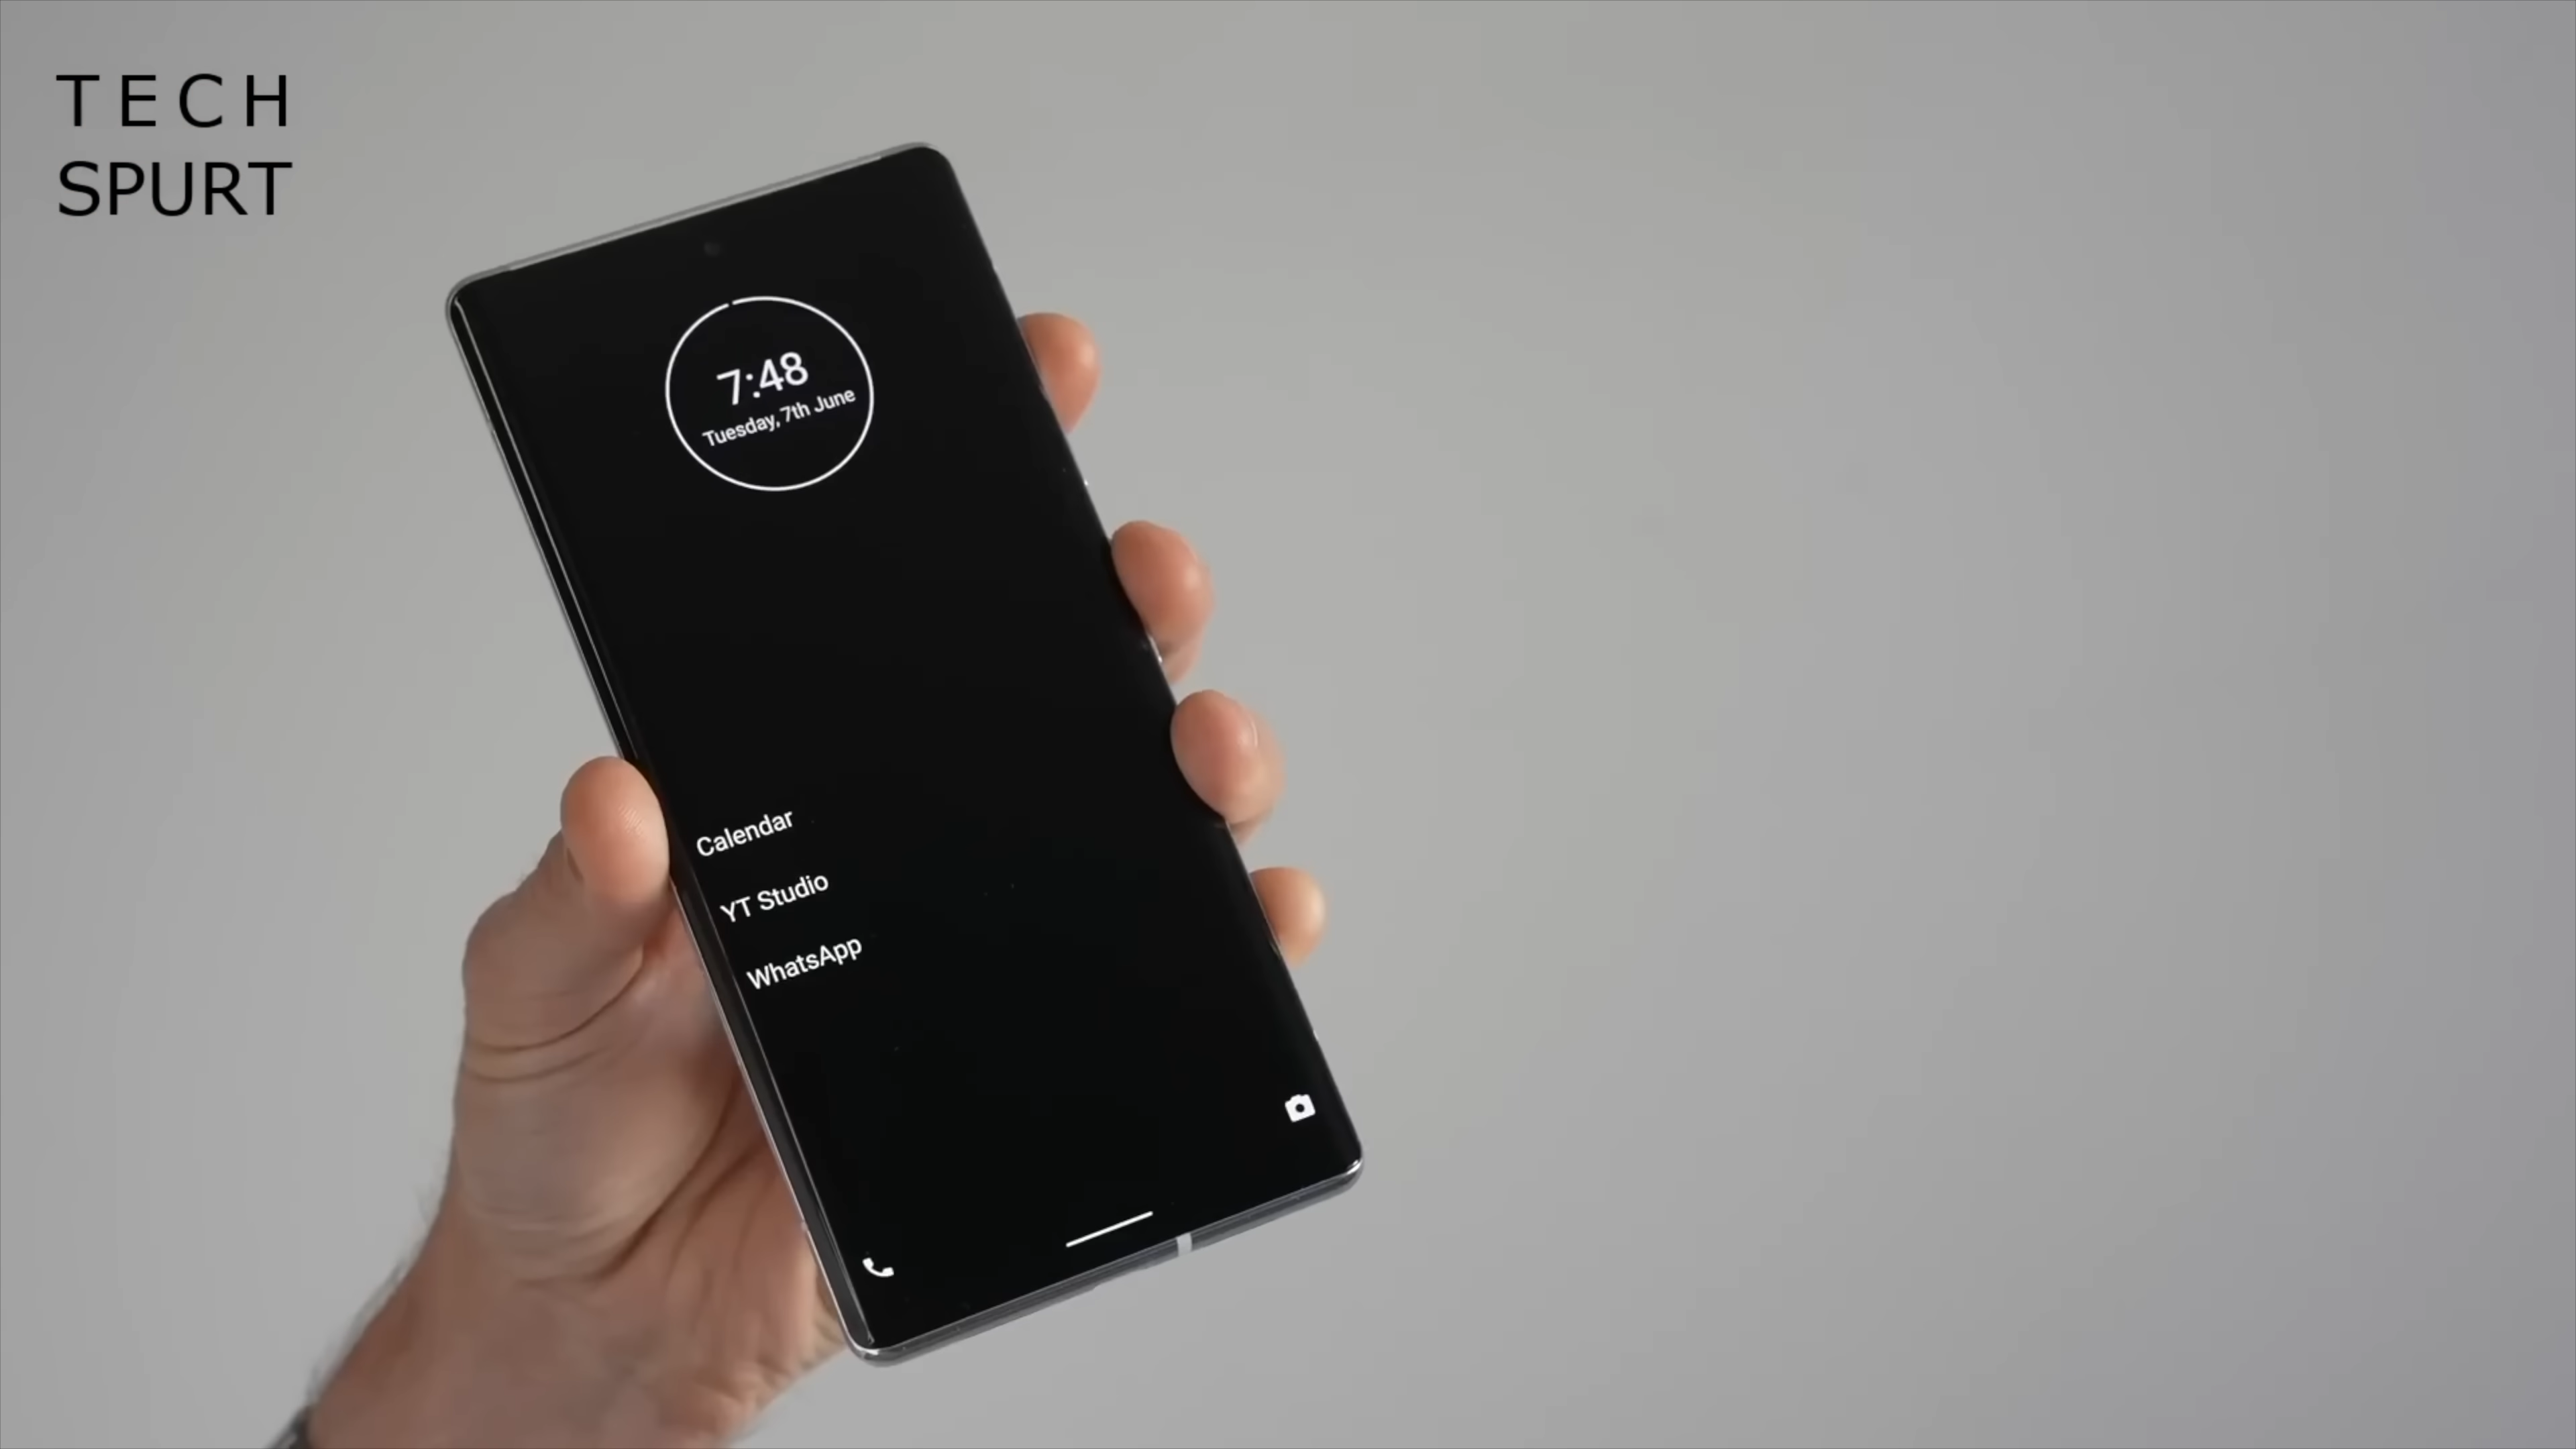 TECH
SPURT
7:48
Tuesday, 7th June
Calendar
YT Studio
WhatsApp